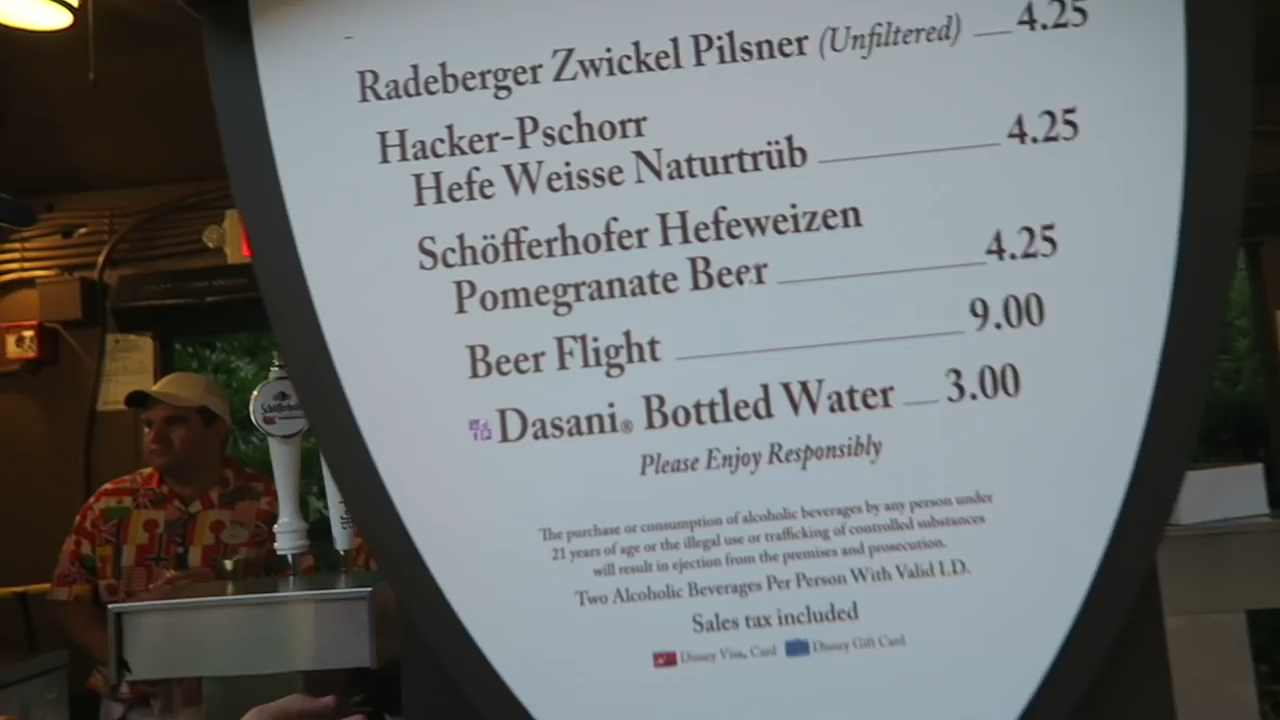 Radeberger Zwickel Pilsner (Unfiltered) 4.25
Hacker-Pschorr
Hefe Weisse Naturtrüb 4.25
Schöfferhofer Hefeweizen
Pomegranate Beer 4.25
Beer Flight 9.00
Dasani® Bottled Water 3.00
Please Enjoy Responsibly
The purchase or consumption of alcoholic beverages by any person under
21 years of age or the illegal use or trafficking of controlled substances
will result in ejection from the premises and prosecution.
Two Alcoholic Beverages Per Person With Valid I.D.
Sales tax included
Disney Visa® Card Disney Gift Card